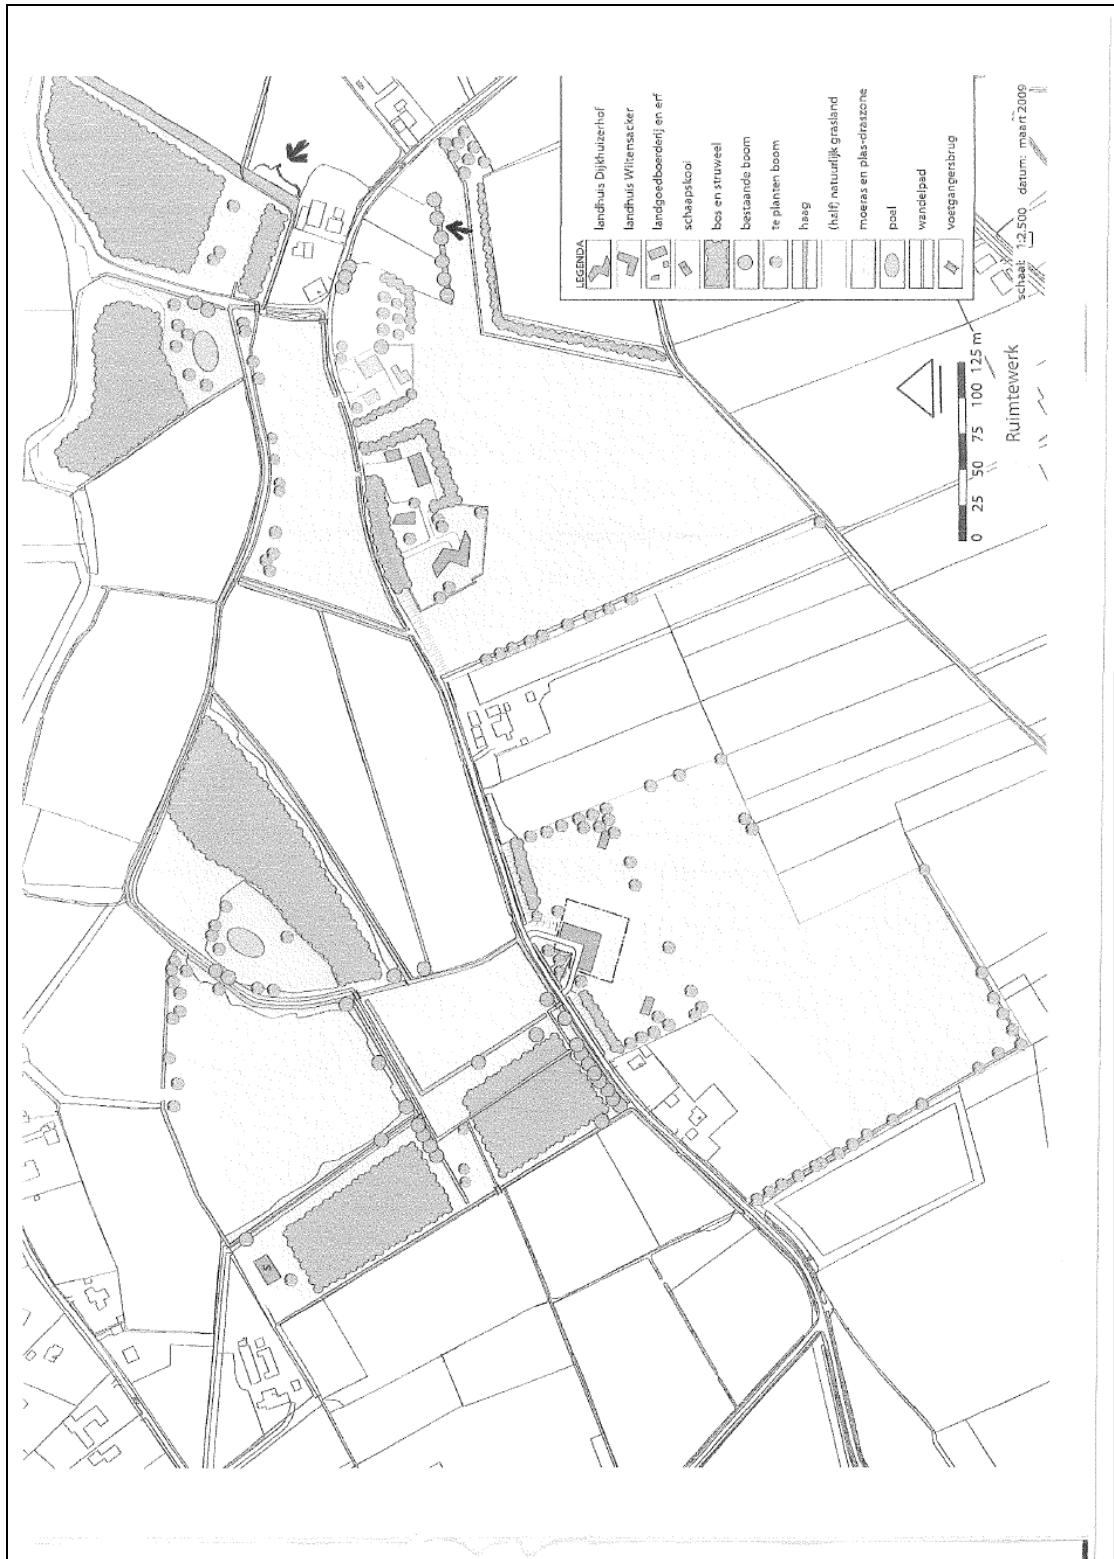 LEGENDA
landhuis Dijkhuizerhof
landhuis Wiltensacker
landgoedboerderij en erf
schaapskooi
bos en struweel
bestaande boom
te planten boom
haag
(half) natuurlijk grasland
moeras en plas-draszone
poel
wandelpad
voetgangersbrug
schaal: 1:2.500 datum: maart 2009
0 25 50 75 100 125 m
Ruimtewerk
S